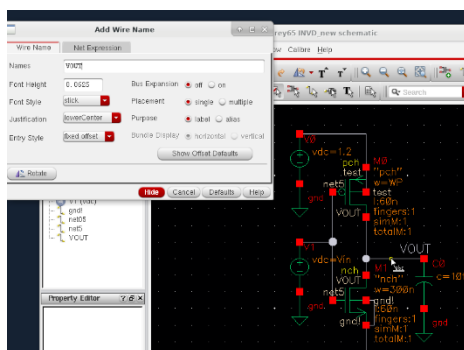 Add Wire Name
rey65 INVD_new schematic
Wire Name Net Expression
Calibre Help
Names VOUT
Font Height 0.0625 Bus Expansion off on
Font Style stick Placement single multiple
Justification lowerCenter Purpose label alias
Entry Style fixed offset Bundle Display horizontal vertical
Show Offset Defaults
Rotate
Hide Cancel Defaults Help
Search
V0
vdc=1.2
gnd
pch
test
net5
VOUT
M0
"pch"
w=WP
test
l:60n
fingers:1
simM:1
totalM:1
V1 (vdc)
gnd!
net05
net5
VOUT
Property Editor
V1
vdc=Vin
gnd
nch
VOUT
net5
gnd!
M1
"nch"
w=300n
gnd!
l:60n
fingers:1
simM:1
totalM:1
VOUT
C0
gnd